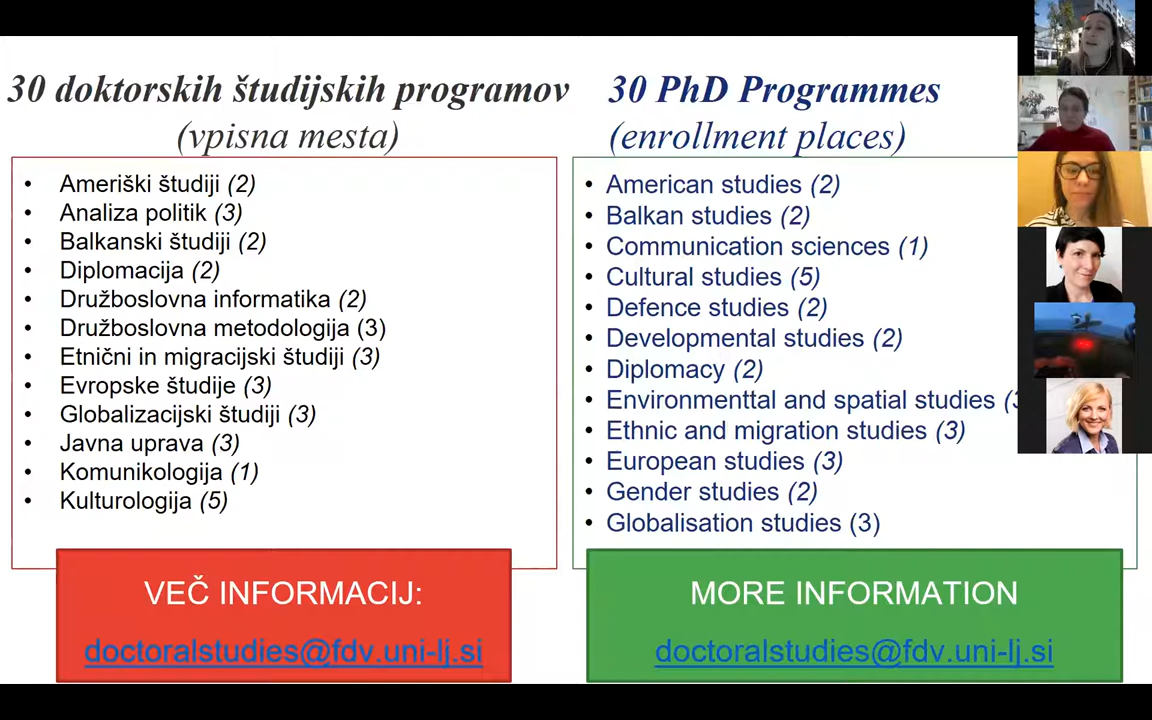 30 doktorskih študijskih programov
(vpisna mesta)
• Ameriški študiji (2)
• Analiza politik (3)
• Balkanski študiji (2)
• Diplomacija (2)
• Družboslovna informatika (2)
• Družboslovna metodologija (3)
• Etnični in migracijski študiji (3)
• Evropske študije (3)
• Globalizacijski študiji (3)
• Javna uprava (3)
• Komunikologija (1)
• Kulturologija (5)
VEČ INFORMACIJ:
doctoralstudies@fdv.uni-lj.si
30 PhD Programmes
(enrollment places)
• American studies (2)
• Balkan studies (2)
• Communication sciences (1)
• Cultural studies (5)
• Defence studies (2)
• Developmental studies (2)
• Diplomacy (2)
• Environmenttal and spatial studies
• Ethnic and migration studies (3)
• European studies (3)
• Gender studies (2)
• Globalisation studies (3)
MORE INFORMATION
doctoralstudies@fdv.uni-lj.si